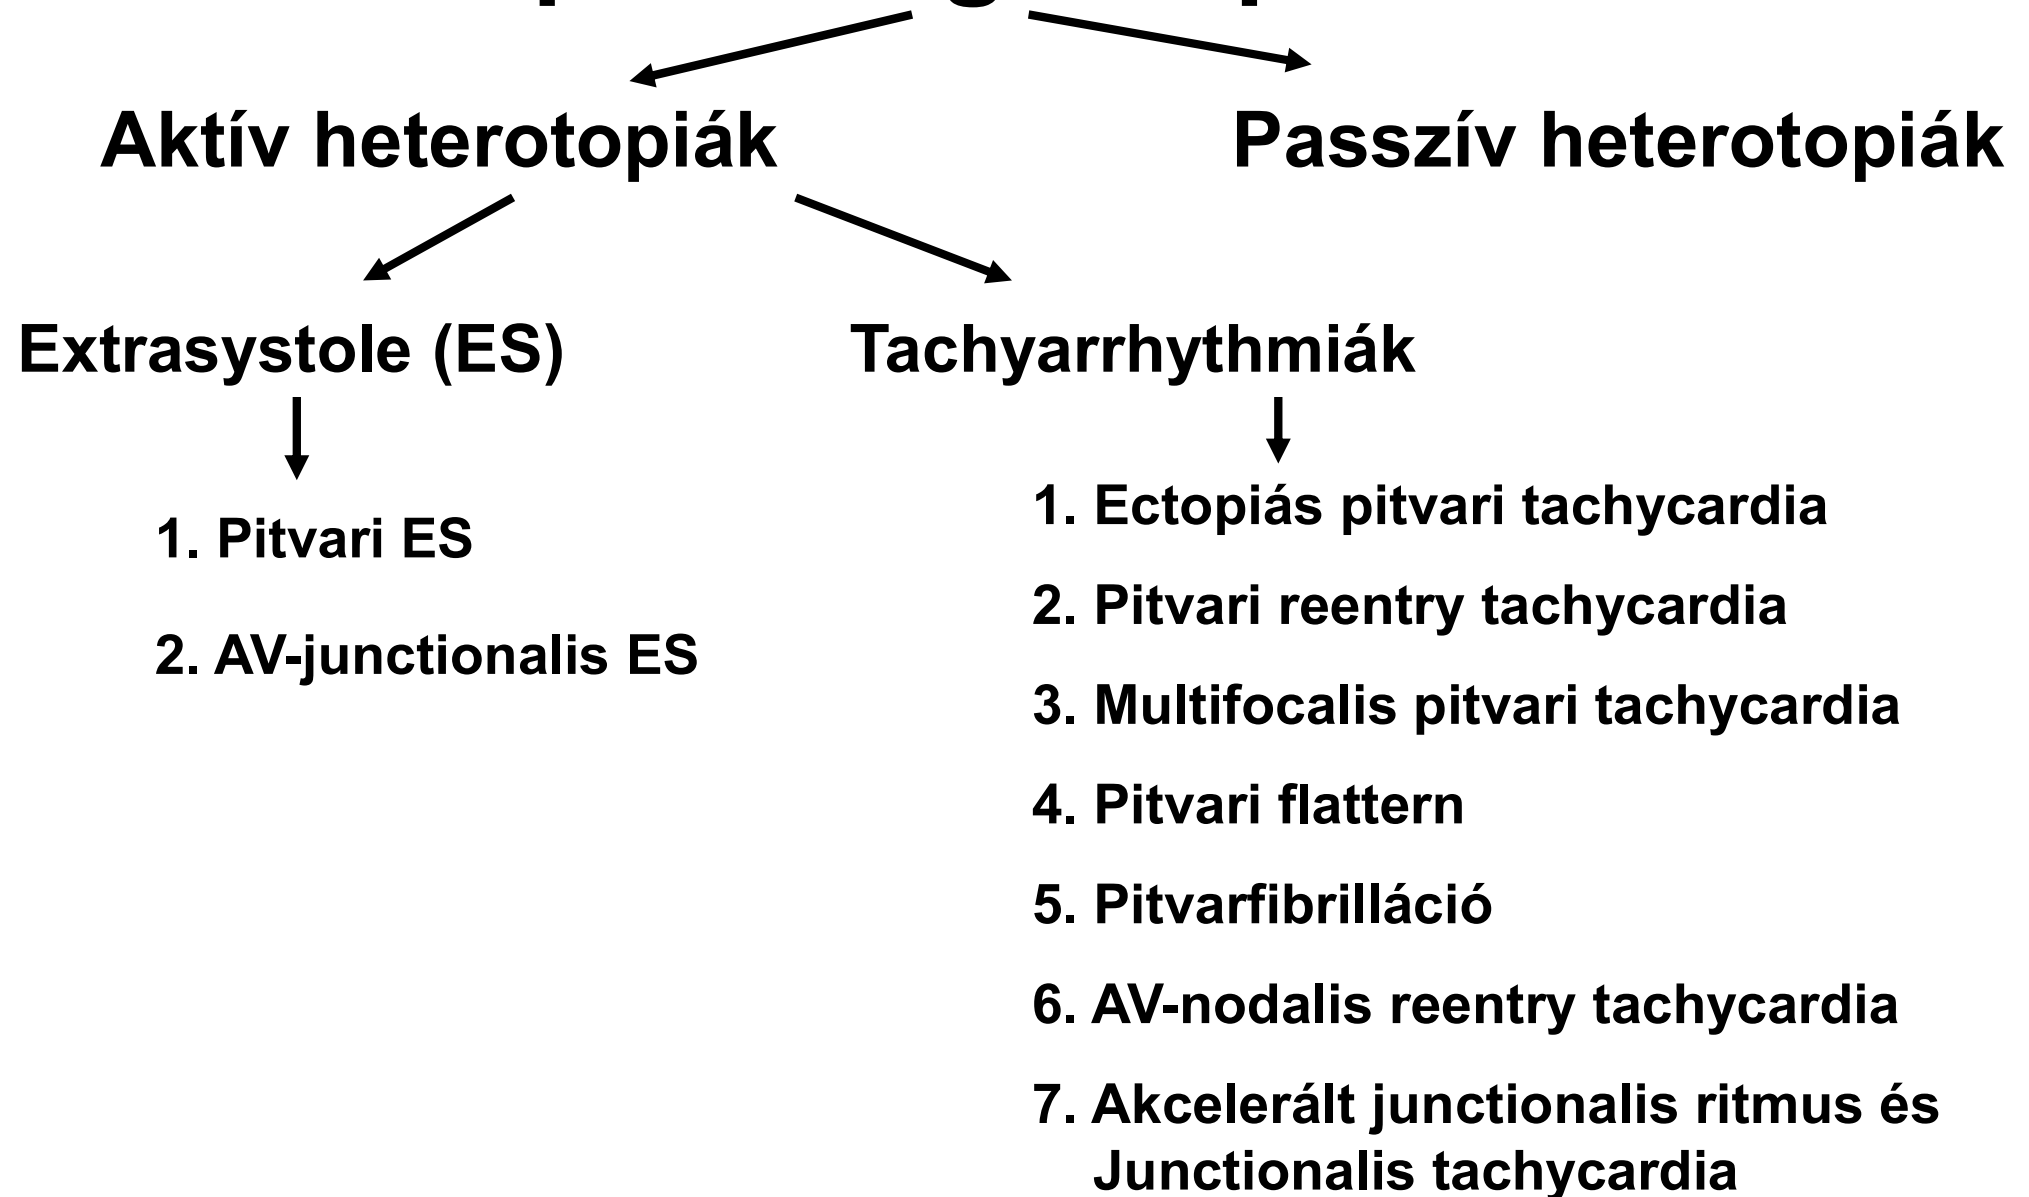 Aktív heterotopiák
Passzív heterotopiák
Extrasystole (ES)
Tachyarrhythmiák
1. Pitvari ES
2. AV-junctionalis ES
1. Ectopiás pitvari tachycardia
2. Pitvari reentry tachycardia
3. Multifocalis pitvari tachycardia
4. Pitvari flattern
5. Pitvarfibrilláció
6. AV-nodalis reentry tachycardia
7. Akcelerált junctionalis ritmus és
Junctionalis tachycardia